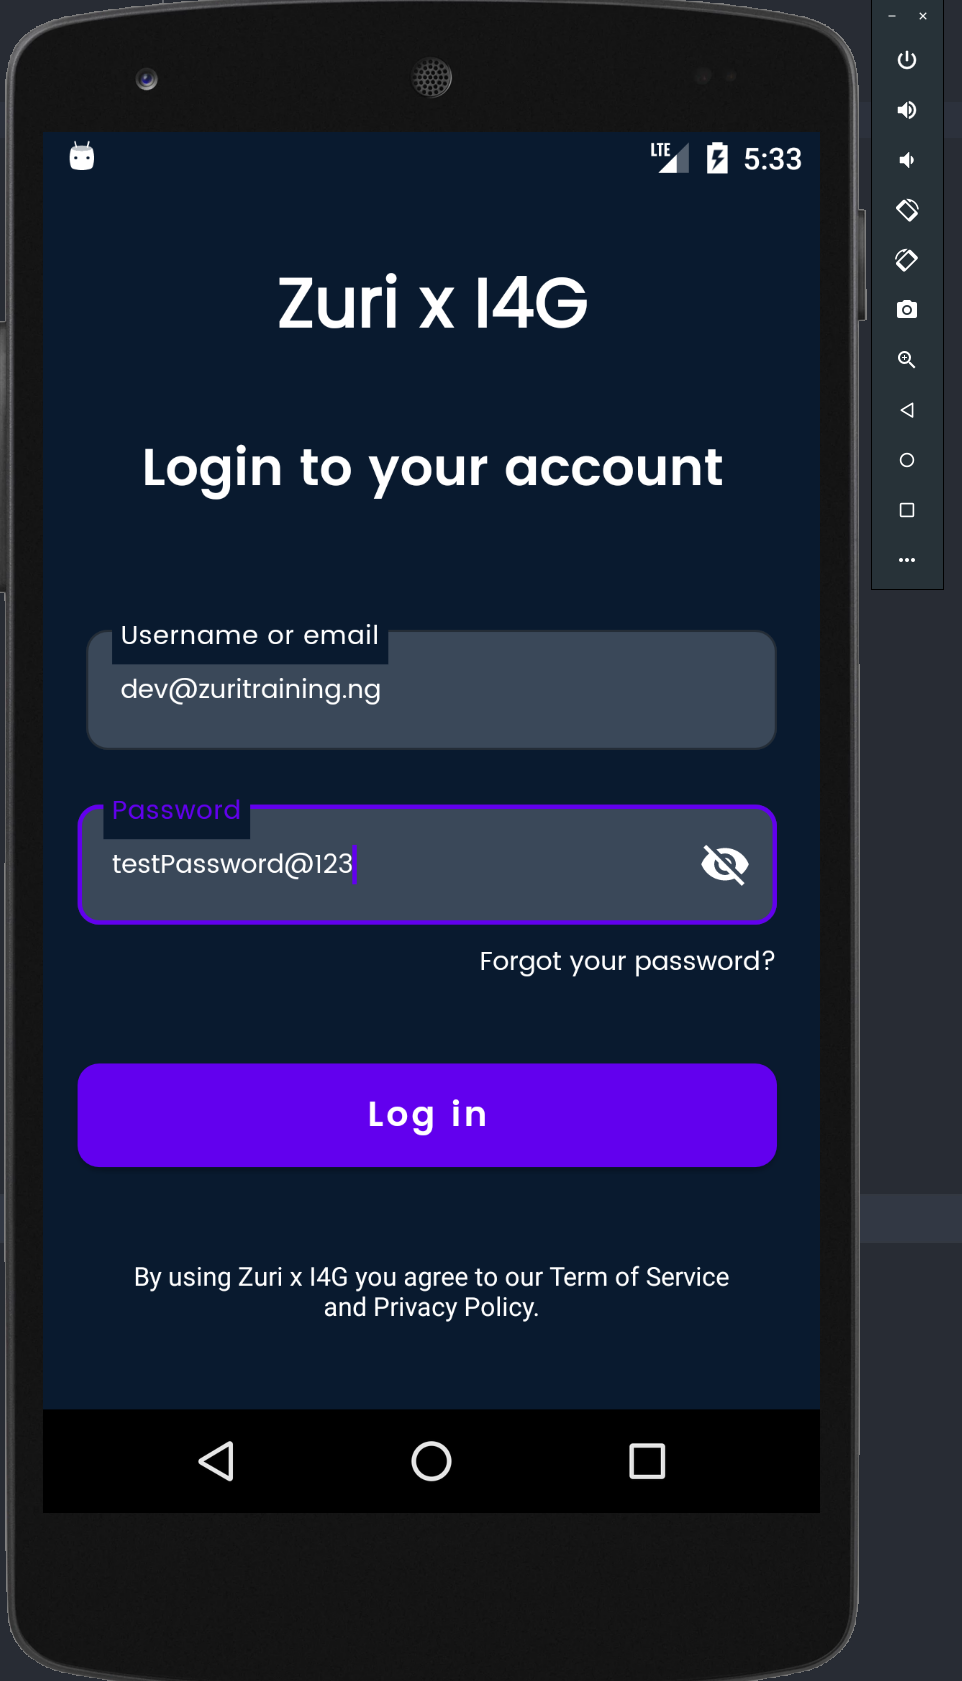 LTE 5:33
Zuri x I4G
Login to your account
Username or email
dev@zuritraining.ng
Password
testPassword@123
Forgot your password?
Log in
By using Zuri x I4G you agree to our Term of Service
and Privacy Policy.